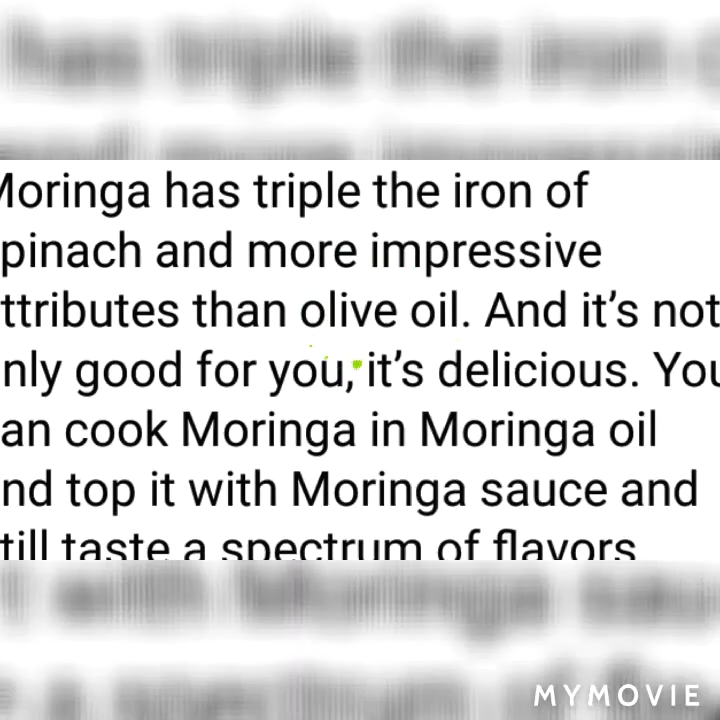 Moringa has triple the iron of
pinach and more impressive
ttributes than olive oil. And it’s not
nly good for you, it’s delicious. You
an cook Moringa in Moringa oil
nd top it with Moringa sauce and
till taste a spectrum of flavors
MYMOVIE